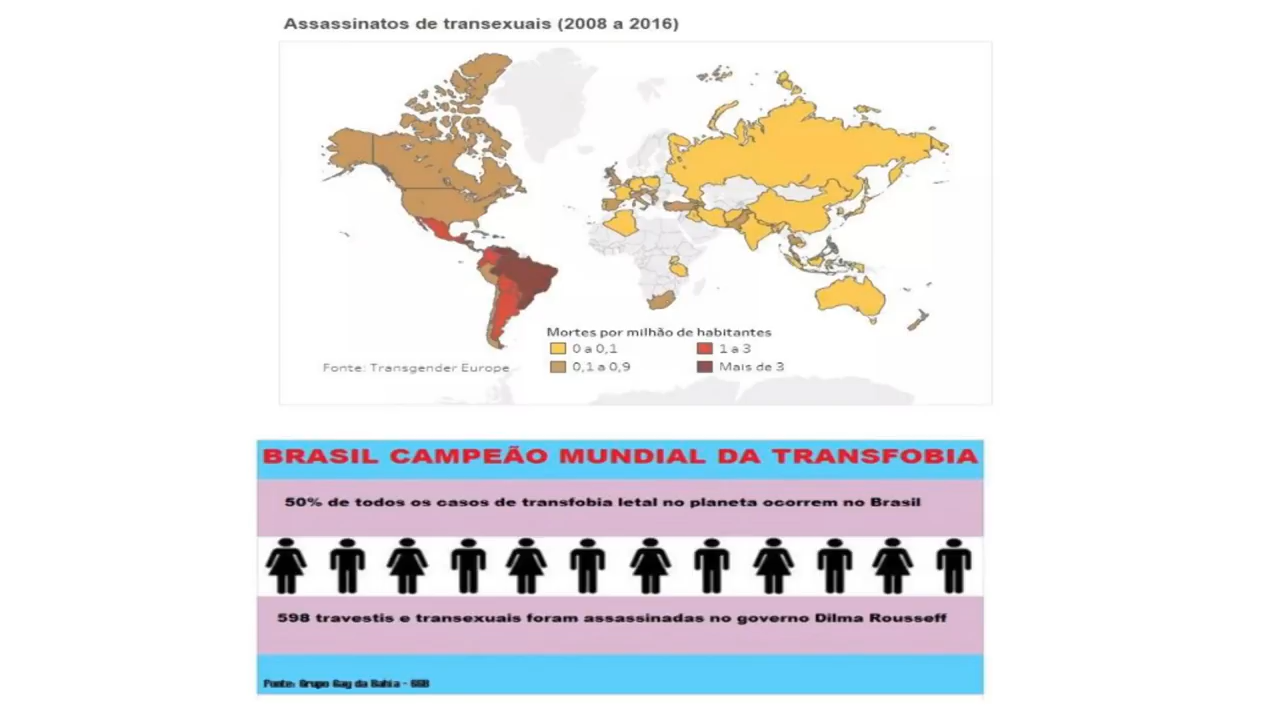 Assassinatos de transexuais (2008 a 2016)
Mortes por milhão de habitantes
0 a 0,1
1 a 3
0,1 a 0,9
Mais de 3
Fonte: Transgender Europe
BRASIL CAMPEÃO MUNDIAL DA TRANSFOBIA
50% de todos os casos de transfobia letal no planeta ocorrem no Brasil
598 travestis e transexuais foram assassinadas no governo Dilma Rousseff
Fonte: Grupo Gay da Bahia - GGB